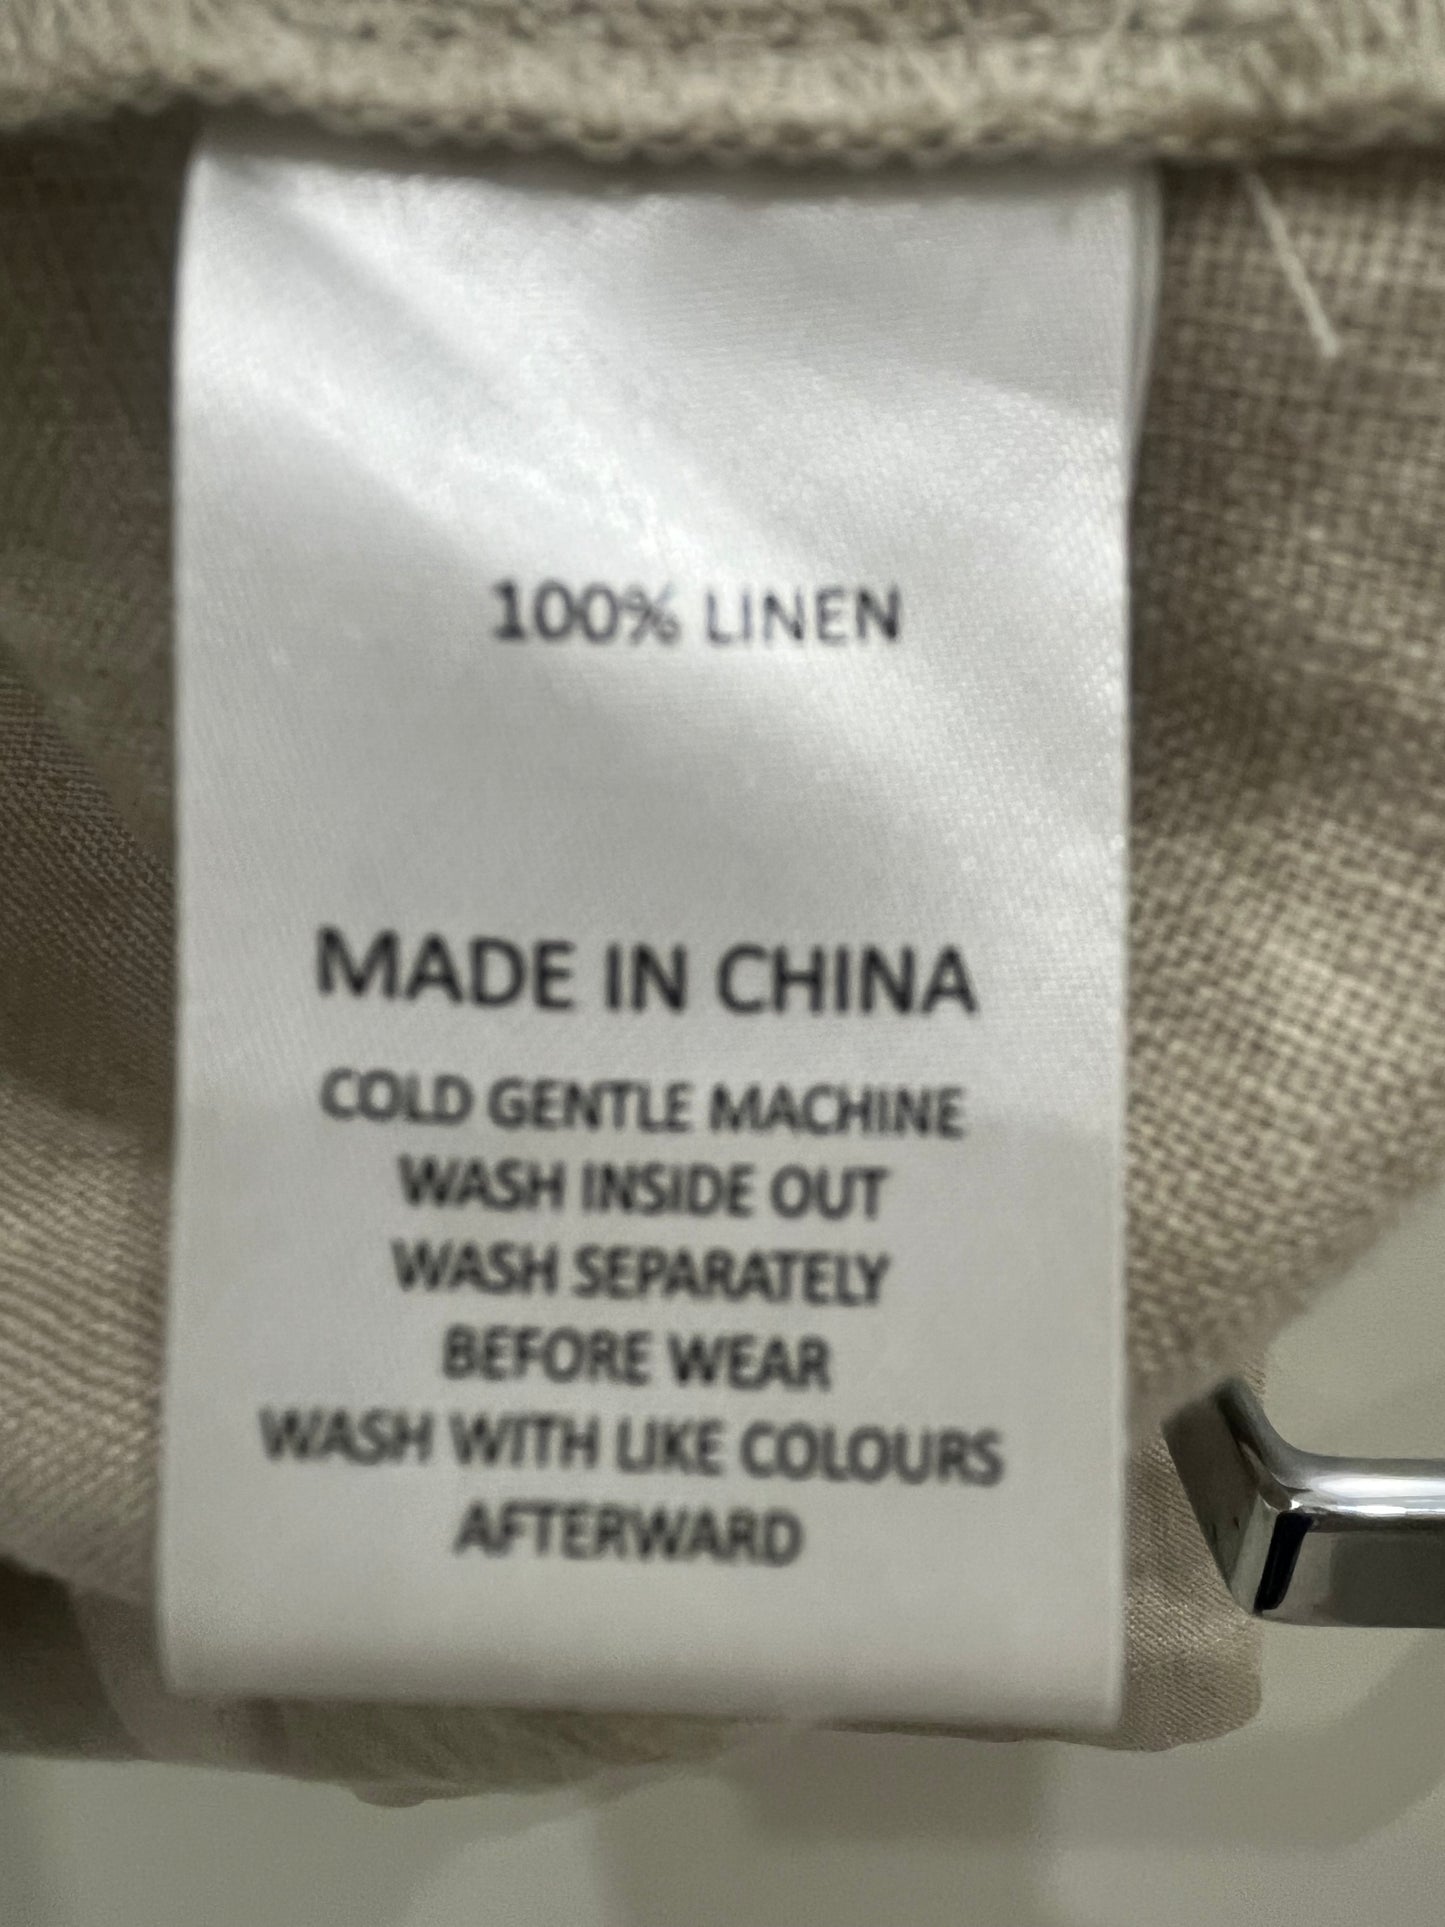 100% LINEN
MADE IN CHINA
COLD GENTLE MACHINE
WASH INSIDE OUT
WASH SEPARATELY
BEFORE WEAR
WASH WITH LIKE COLOURS
AFTERWARD